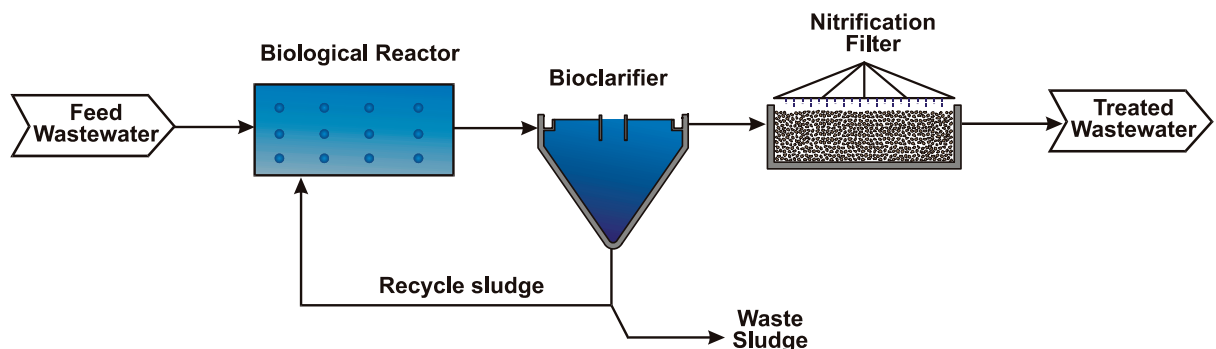 Nitrification
Filter
Biological Reactor
Bioclarifier
Feed
Wastewater
Treated
Wastewater
Recycle sludge
Waste
Sludge